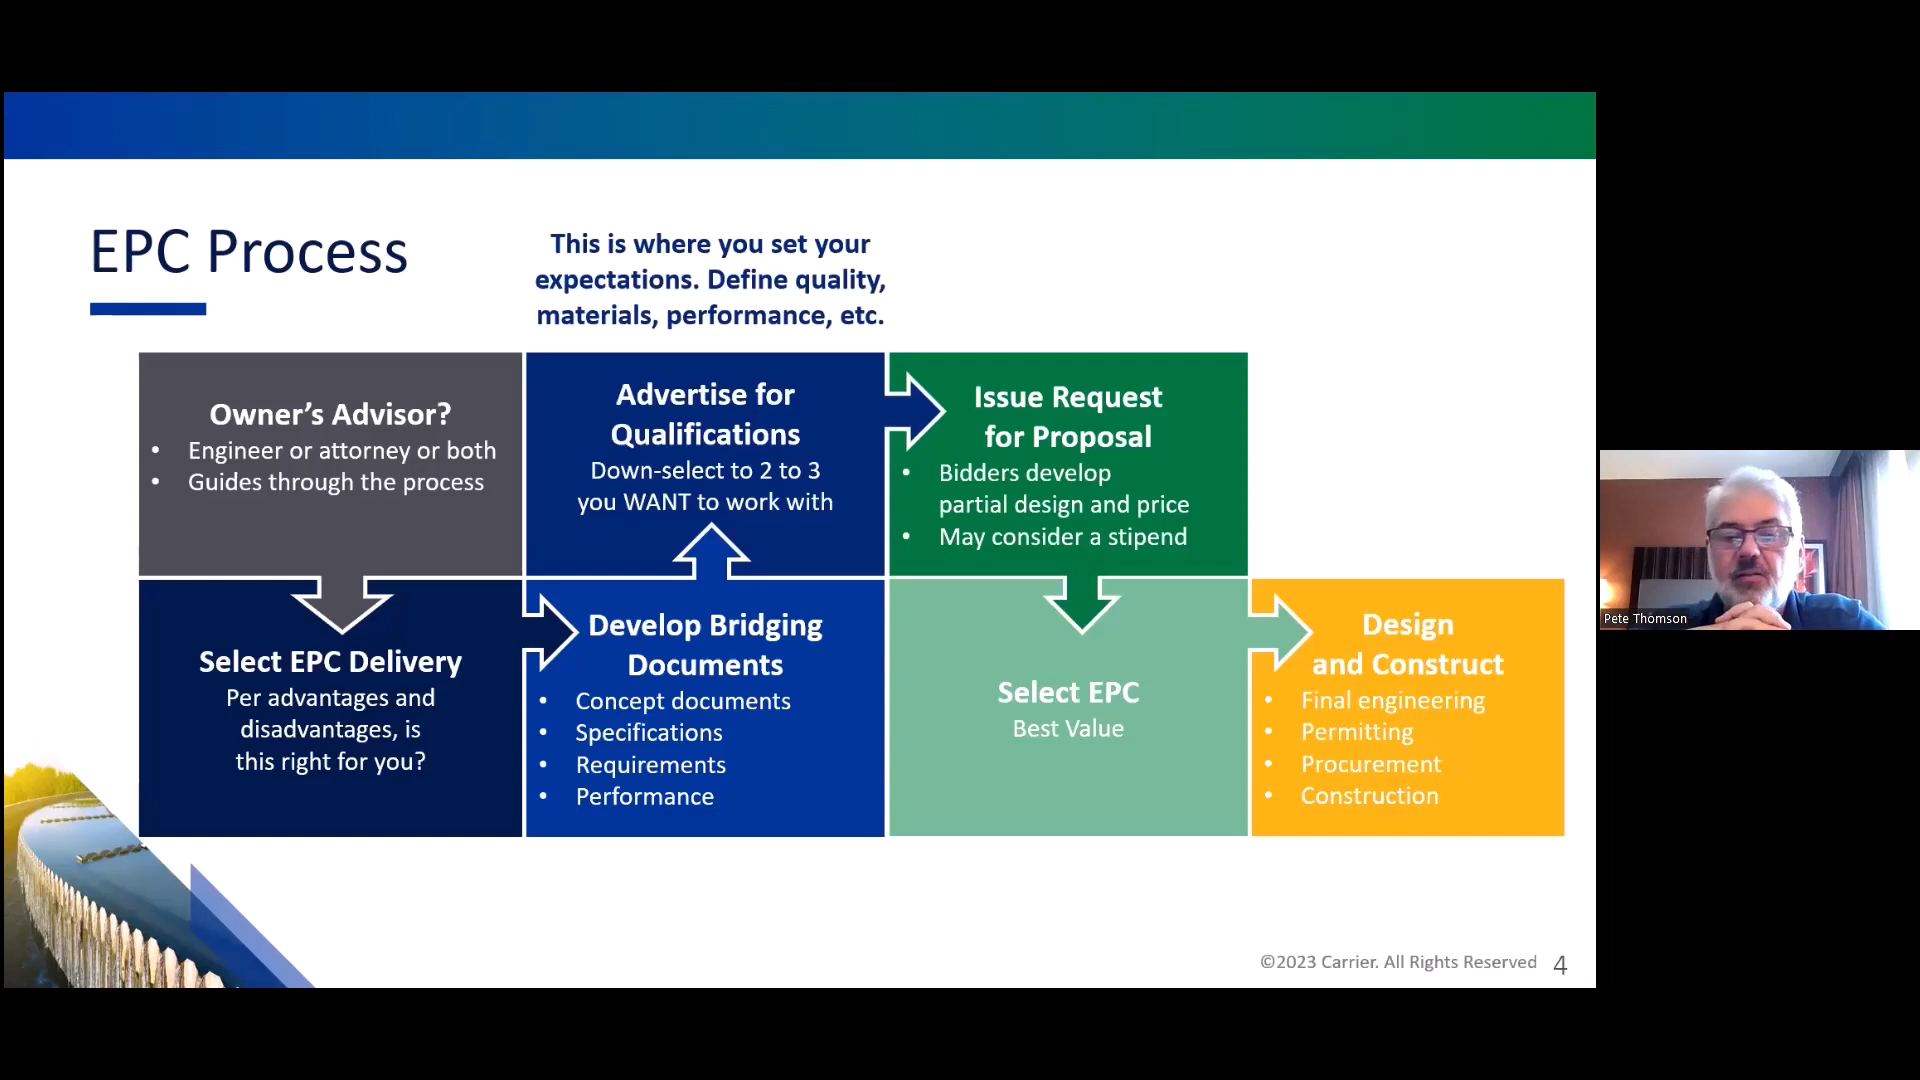 EPC Process
This is where you set your
expectations. Define quality,
materials, performance, etc.
Owner’s Advisor?
• Engineer or attorney or both
• Guides through the process
Select EPC Delivery
Per advantages and
disadvantages, is
this right for you?
Develop Bridging
Documents
• Concept documents
• Specifications
• Requirements
• Performance
Advertise for
Qualifications
Down-select to 2 to 3
you WANT to work with
Issue Request
for Proposal
• Bidders develop
partial design and price
• May consider a stipend
Select EPC
Best Value
Design
and Construct
• Final engineering
• Permitting
• Procurement
• Construction
©2023 Carrier. All Rights Reserved 4
Pete Thomson